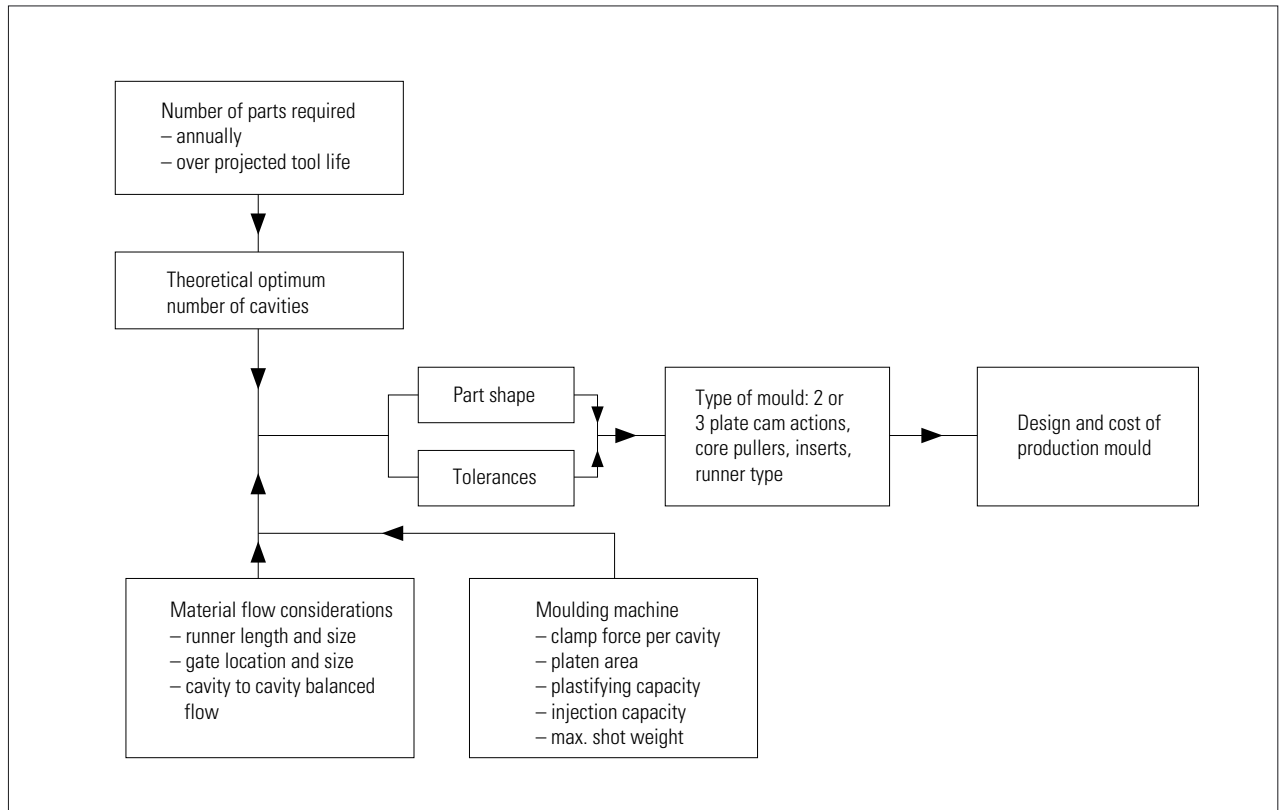 Number of parts required
– annually
– over projected tool life
Theoretical optimum
number of cavities
Part shape
Tolerances
Type of mould: 2 or
3 plate cam actions,
core pullers, inserts,
runner type
Design and cost of
production mould
Material flow considerations
– runner length and size
– gate location and size
– cavity to cavity balanced
flow
Moulding machine
– clamp force per cavity
– platen area
– plastifying capacity
– injection capacity
– max. shot weight